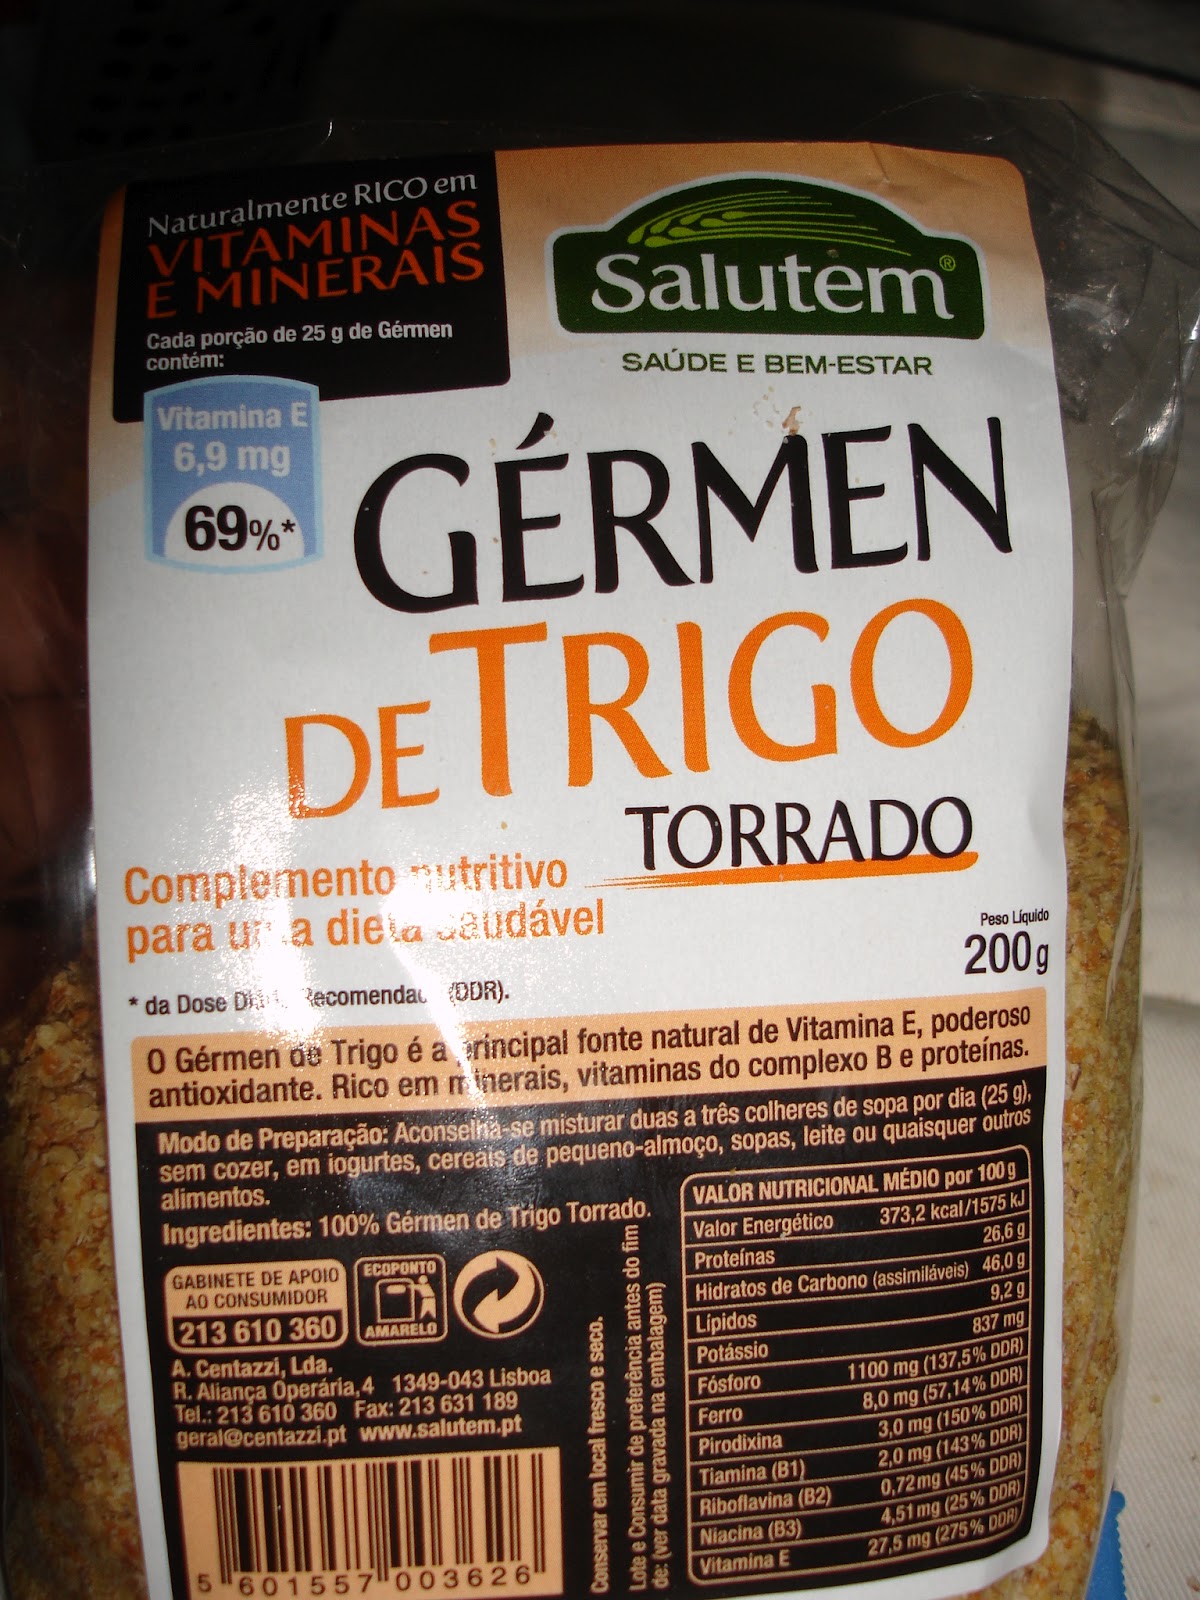 Naturalmente RICO em
VITAMINAS
E MINERAIS
Cada porção de 25 g de Gérmen
contém:
Vitamina E
6,9 mg
69%*
Salutem®
SAÚDE E BEM-ESTAR
GÉRMEN
DE TRIGO
TORRADO
Complemento nutritivo
para uma dieta saudável
Peso Líquido
200 g
* da Dose Diária Recomendada (DDR).
O Gérmen de Trigo é a principal fonte natural de Vitamina E, poderoso
antioxidante. Rico em minerais, vitaminas do complexo B e proteínas.
Modo de Preparação: Aconselha-se misturar duas a três colheres de sopa por dia (25 g),
sem cozer, em iogurtes, cereais de pequeno-almoço, sopas, leite ou quaisquer outros
alimentos.
Ingredientes: 100% Gérmen de Trigo Torrado.
GABINETE DE APOIO
AO CONSUMIDOR
213 610 360
ECOPONTO
AMARELO
A. Centazzi, Lda.
R. Aliança Operária,4 1349-043 Lisboa
Tel.: 213 610 360 Fax: 213 631 189
geral@centazzi.pt www.salutem.pt
5 601557 003626
Conservar em local fresco e seco.
Lote e Consumir de preferência antes do fim
de: (ver data gravada na embalagem)
VALOR NUTRICIONAL MÉDIO por 100 g
Valor Energético 373,2 kcal/1575 kJ
Proteínas 26,6 g
Hidratos de Carbono (assimiláveis) 46,0 g
Lípidos 9,2 g
Potássio 837 mg
Fósforo 1100 mg (137,5% DDR)
Ferro 8,0 mg (57,14% DDR)
Pirodixina 3,0 mg (150% DDR)
Tiamina (B1) 2,0 mg (143% DDR)
Riboflavina (B2) 0,72 mg (45% DDR)
Niacina (B3) 4,51 mg (25% DDR)
Vitamina E 27,5 mg (275% DDR)